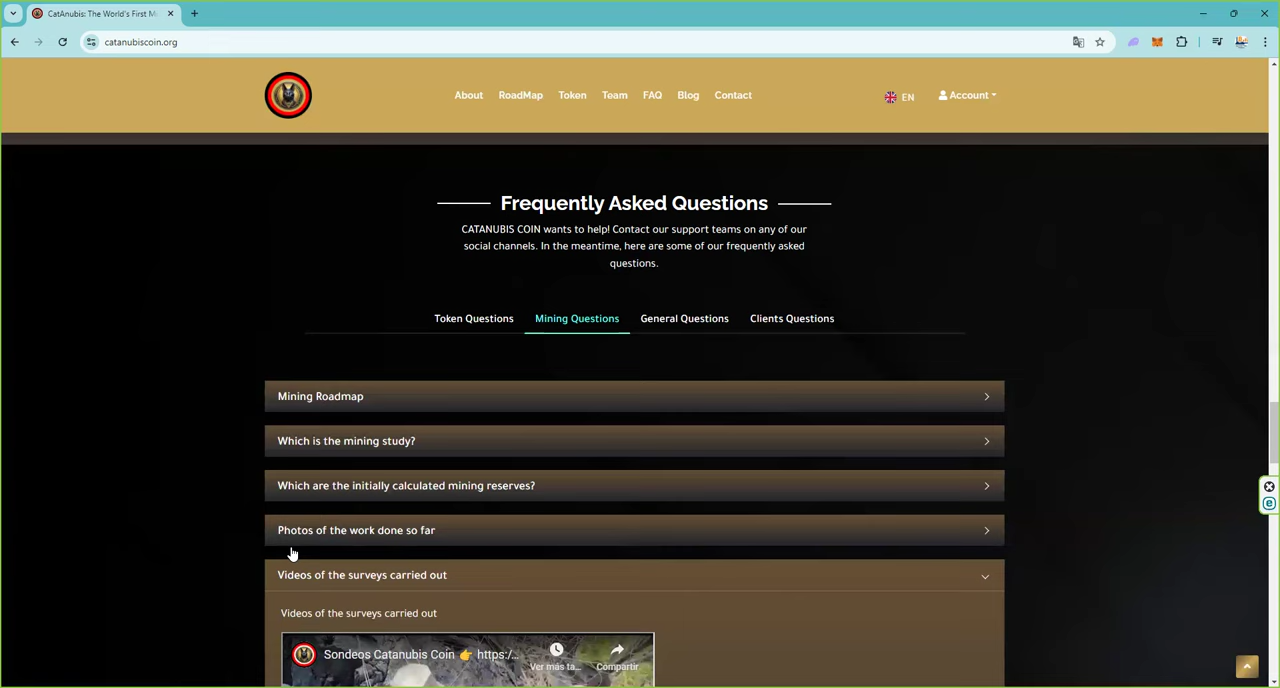 CatAnubis: The World's First Mi
catanubiscoin.org
About RoadMap Token Team FAQ Blog Contact EN Account
Frequently Asked Questions
CATANUBIS COIN wants to help! Contact our support teams on any of our
social channels. In the meantime, here are some of our frequently asked
questions.
Token Questions Mining Questions General Questions Clients Questions
Mining Roadmap
Which is the mining study?
Which are the initially calculated mining reserves?
Photos of the work done so far
Videos of the surveys carried out
Videos of the surveys carried out
Sondeos Catanubis Coin 👉 https:/...
Ver más ta... Compartir